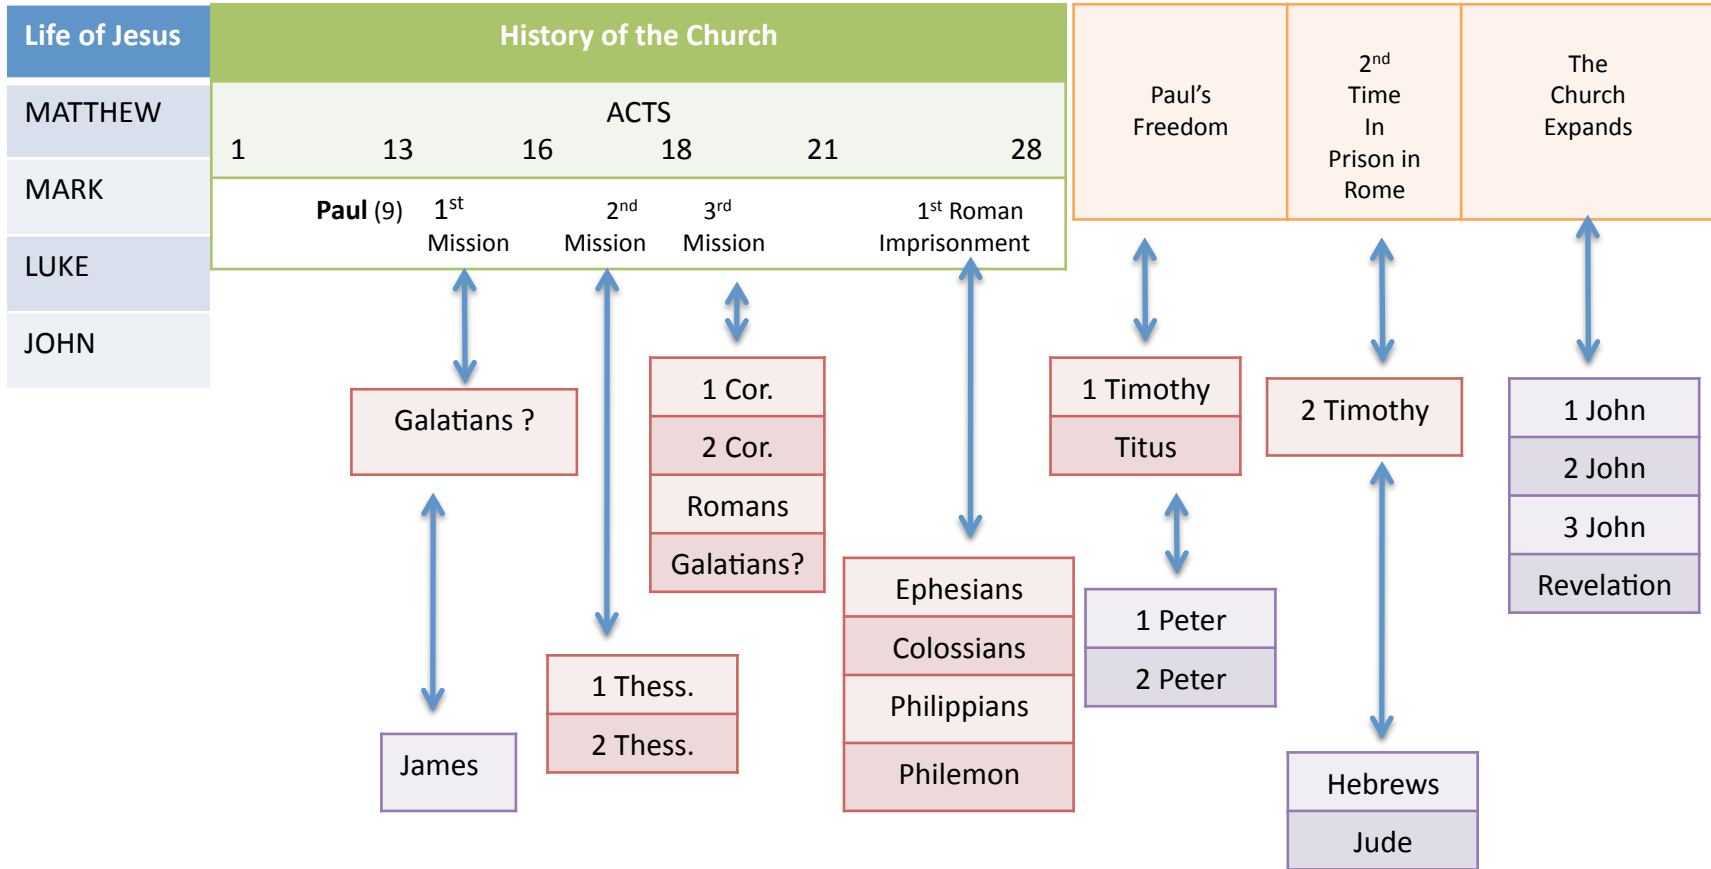 Life of Jesus
MATTHEW
MARK
LUKE
JOHN
History of the Church
ACTS
1 13 16 18 21 28
Paul (9)
1st
Mission
2nd
Mission
3rd
Mission
1st Roman
Imprisonment
Paul's
Freedom
2nd
Time
In
Prison in
Rome
The
Church
Expands
Galatians ?
James
1 Thess.
2 Thess.
1 Cor.
2 Cor.
Romans
Galatians?
Ephesians
Colossians
Philippians
Philemon
1 Timothy
Titus
1 Peter
2 Peter
2 Timothy
Hebrews
Jude
1 John
2 John
3 John
Revelation